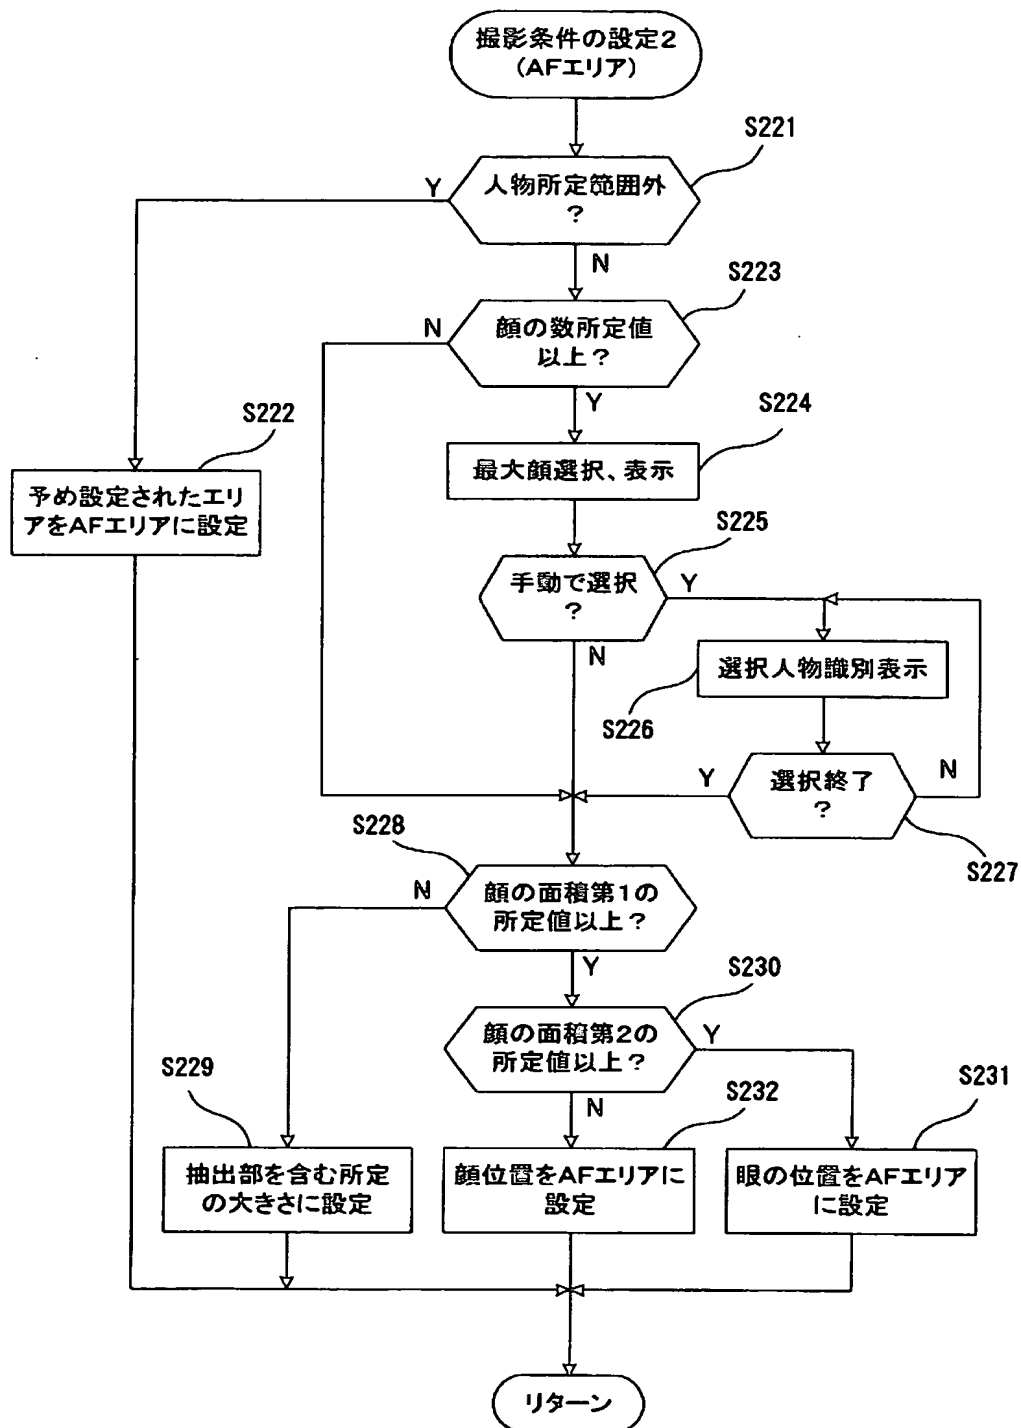 撮影条件の設定2
(AFエリア)
S221
人物所定範囲外
?
Y
N
S223
顔の数所定値
以上?
N
Y
S222
予め設定されたエリ
アをAFエリアに設定
S224
最大顔選択、表示
S225
手動で選択
?
Y
N
選択人物識別表示
S226
選択終了
?
Y
N
S227
S228
顔の面積第1の
所定値以上?
N
Y
S230
顔の面積第2の
所定値以上?
Y
N
S229
抽出部を含む所定
の大きさに設定
S232
顔位置をAFエリアに
設定
S231
眼の位置をAFエリア
に設定
リターン